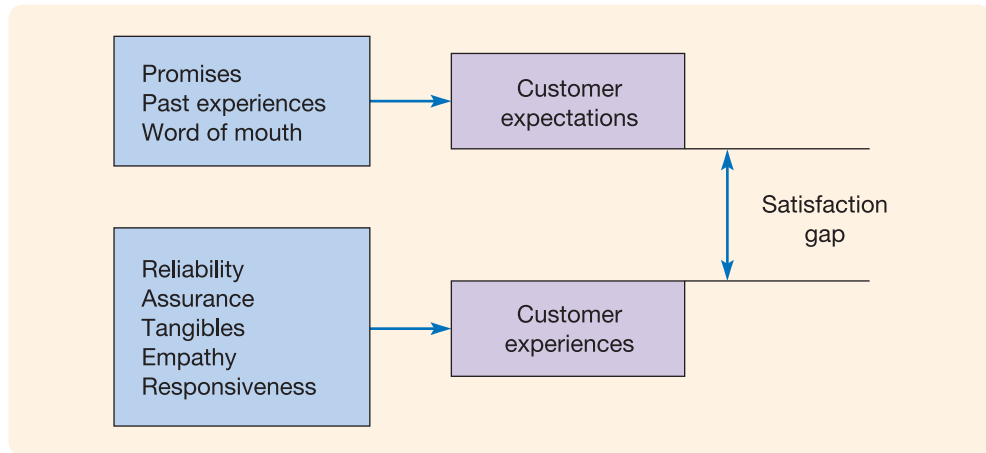 Promises
Past experiences
Word of mouth
Customer
expectations
Satisfaction
gap
Reliability
Assurance
Tangibles
Empathy
Responsiveness
Customer
experiences